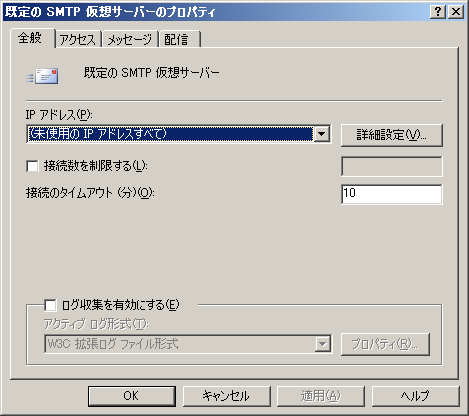 既定の SMTP 仮想サーバーのプロパティ
全般 アクセス メッセージ 配信
既定の SMTP 仮想サーバー
IP アドレス(P):
(未使用の IP アドレスすべて) 詳細設定(V)...
接続数を制限する(L):
接続のタイムアウト (分)(O): 10
ログ収集を有効にする(E)
アクティブ ログ形式(T):
W3C 拡張ログ ファイル形式 プロパティ(R)...
OK キャンセル 適用(A) ヘルプ